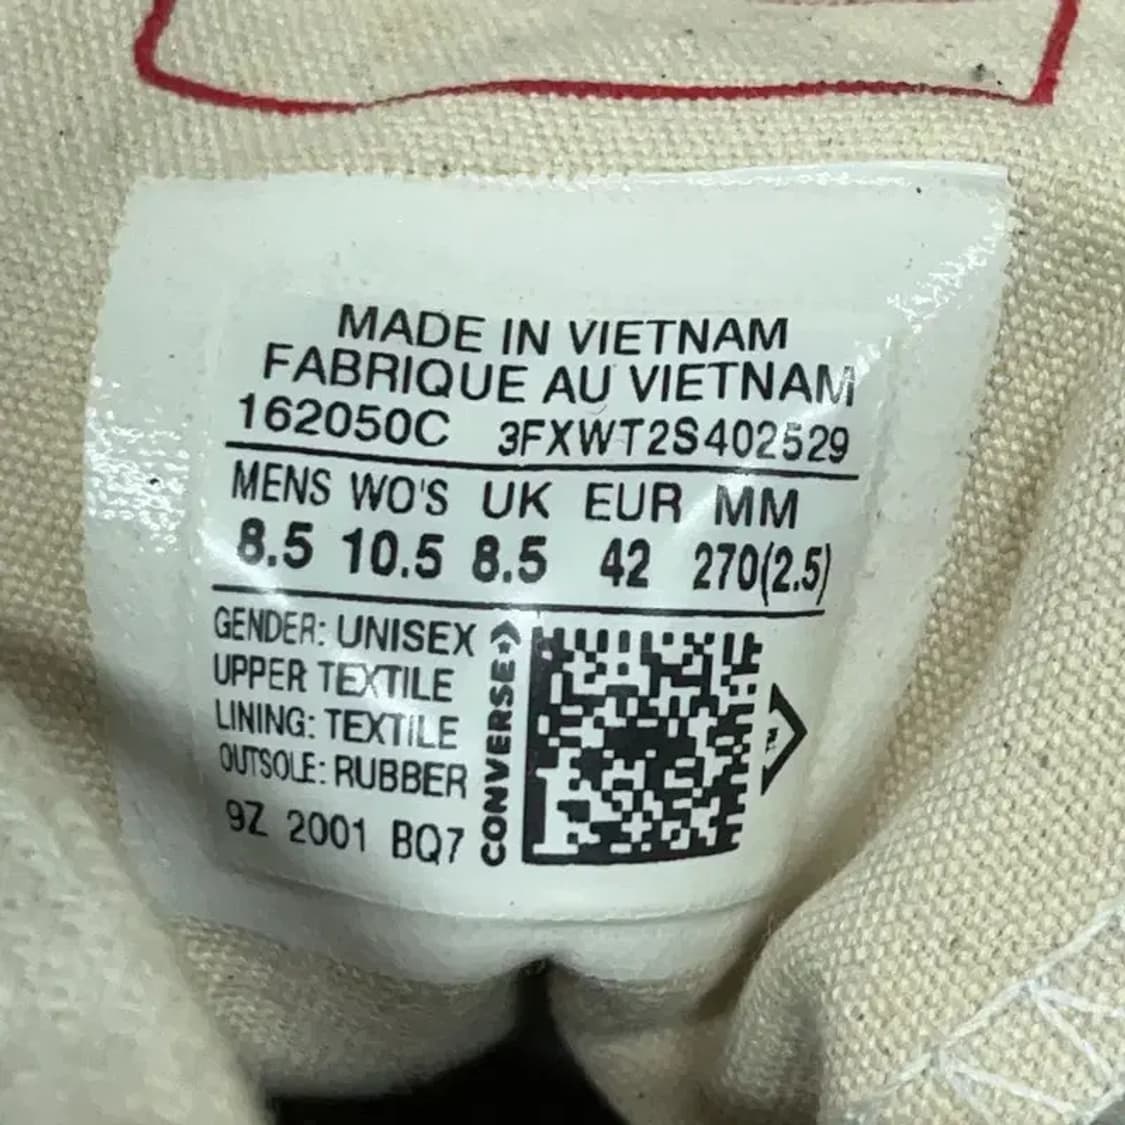 MADE IN VIETNAM
FABRIQUE AU VIETNAM
162050C 3FXWT2S402529
MENS WO'S UK EUR MM
8.5 10.5 8.5 42 270(2.5)
GENDER: UNISEX
UPPER TEXTILE
LINING: TEXTILE
OUTSOLE: RUBBER
9Z 2001 BQ7
CONVERSE
TM